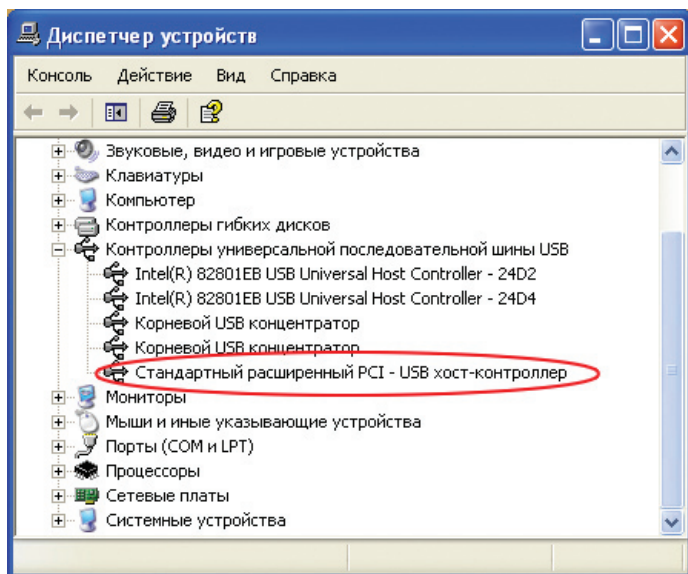 Диспетчер устройств
Консоль Действие Вид Справка
Звуковые, видео и игровые устройства
Клавиатуры
Компьютер
Контроллеры гибких дисков
Контроллеры универсальной последовательной шины USB
Intel(R) 82801EB USB Universal Host Controller - 24D2
Intel(R) 82801EB USB Universal Host Controller - 24D4
Корневой USB концентратор
Корневой USB концентратор
Стандартный расширенный PCI - USB хост-контроллер
Мониторы
Мыши и иные указывающие устройства
Порты (COM и LPT)
Процессоры
Сетевые платы
Системные устройства